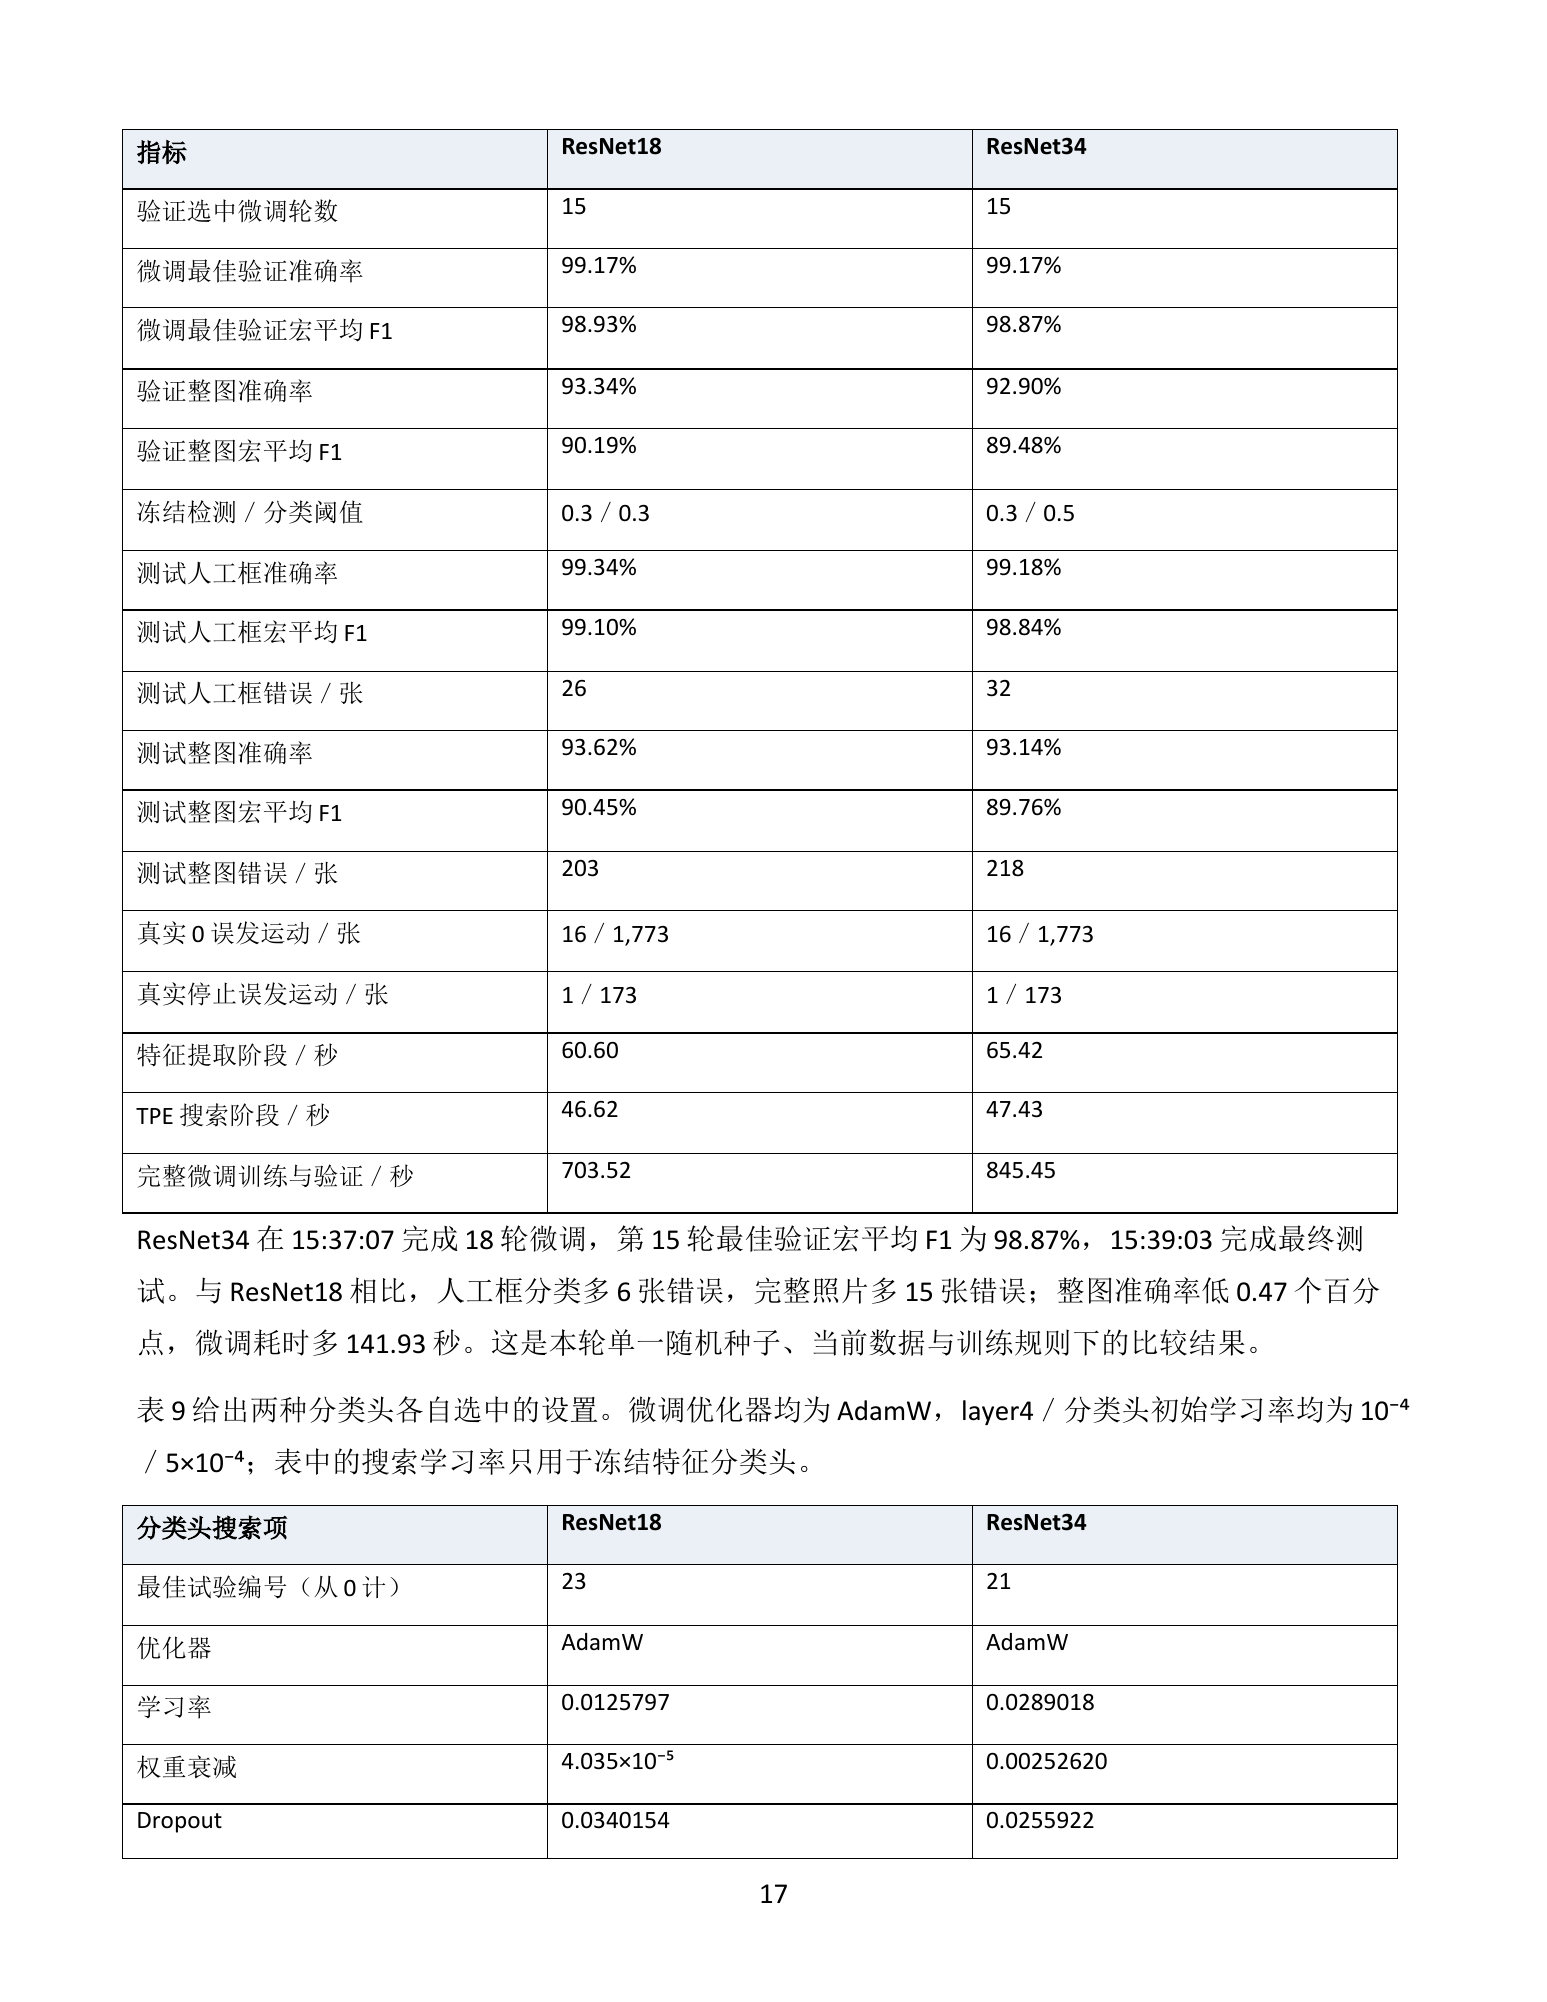 指标 ResNet18 ResNet34
验证选中微调轮数 15 15
微调最佳验证准确率 99.17% 99.17%
微调最佳验证宏平均 F1 98.93% 98.87%
验证整图准确率 93.34% 92.90%
验证整图宏平均 F1 90.19% 89.48%
冻结检测／分类阈值 0.3／0.3 0.3／0.5
测试人工框准确率 99.34% 99.18%
测试人工框宏平均 F1 99.10% 98.84%
测试人工框错误／张 26 32
测试整图准确率 93.62% 93.14%
测试整图宏平均 F1 90.45% 89.76%
测试整图错误／张 203 218
真实 0 误发运动／张 16／1,773 16／1,773
真实停止误发运动／张 1／173 1／173
特征提取阶段／秒 60.60 65.42
TPE 搜索阶段／秒 46.62 47.43
完整微调训练与验证／秒 703.52 845.45
ResNet34 在 15:37:07 完成 18 轮微调，第 15 轮最佳验证宏平均 F1 为 98.87%，15:39:03 完成最终测
试。与 ResNet18 相比，人工框分类多 6 张错误，完整照片多 15 张错误；整图准确率低 0.47 个百分
点，微调耗时多 141.93 秒。这是本轮单一随机种子、当前数据与训练规则下的比较结果。
表 9 给出两种分类头各自选中的设置。微调优化器均为 AdamW，layer4／分类头初始学习率均为 10⁻⁴
／5×10⁻⁴；表中的搜索学习率只用于冻结特征分类头。
分类头搜索项 ResNet18 ResNet34
最佳试验编号（从 0 计） 23 21
优化器 AdamW AdamW
学习率 0.0125797 0.0289018
权重衰减 4.035×10⁻⁵ 0.00252620
Dropout 0.0340154 0.0255922
17